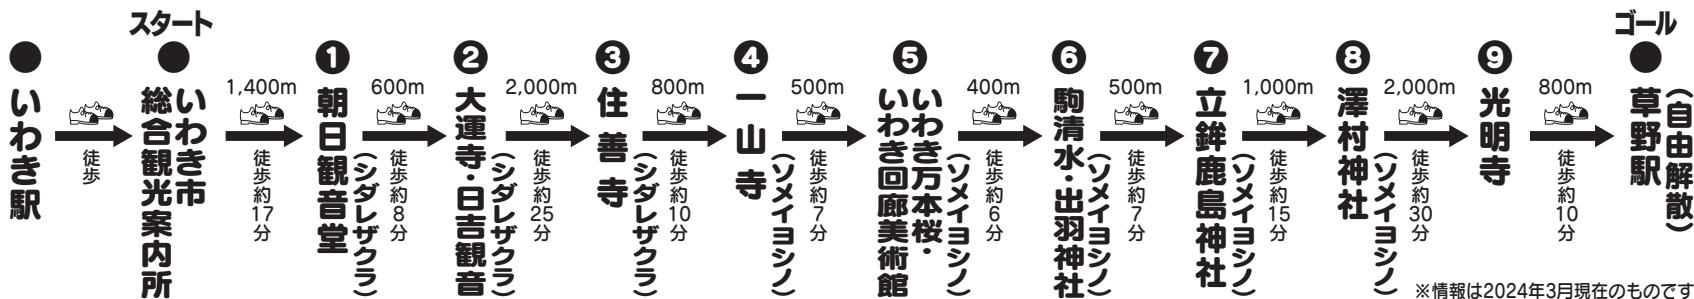 いわき駅
徒歩
スタート
いわき市
総合観光案内所
1,400m
徒歩約17分
❶
朝日観音堂
(シダレザクラ)
600m
徒歩約8分
❷
大運寺・日吉観音
(シダレザクラ)
2,000m
徒歩約25分
❸
住善寺
(シダレザクラ)
800m
徒歩約10分
❹
一山寺
(ソメイヨシノ)
500m
徒歩約7分
❺
いわき万本桜・
いわき回廊美術館
(ソメイヨシノ)
400m
徒歩約6分
❻
駒清水・出羽神社
(ソメイヨシノ)
500m
徒歩約7分
❼
立鉾鹿島神社
(ソメイヨシノ)
1,000m
徒歩約15分
❽
澤村神社
(ソメイヨシノ)
2,000m
徒歩約30分
❾
光明寺
800m
徒歩約10分
ゴール
(自由解散)
草野駅
※情報は2024年3月現在のものです